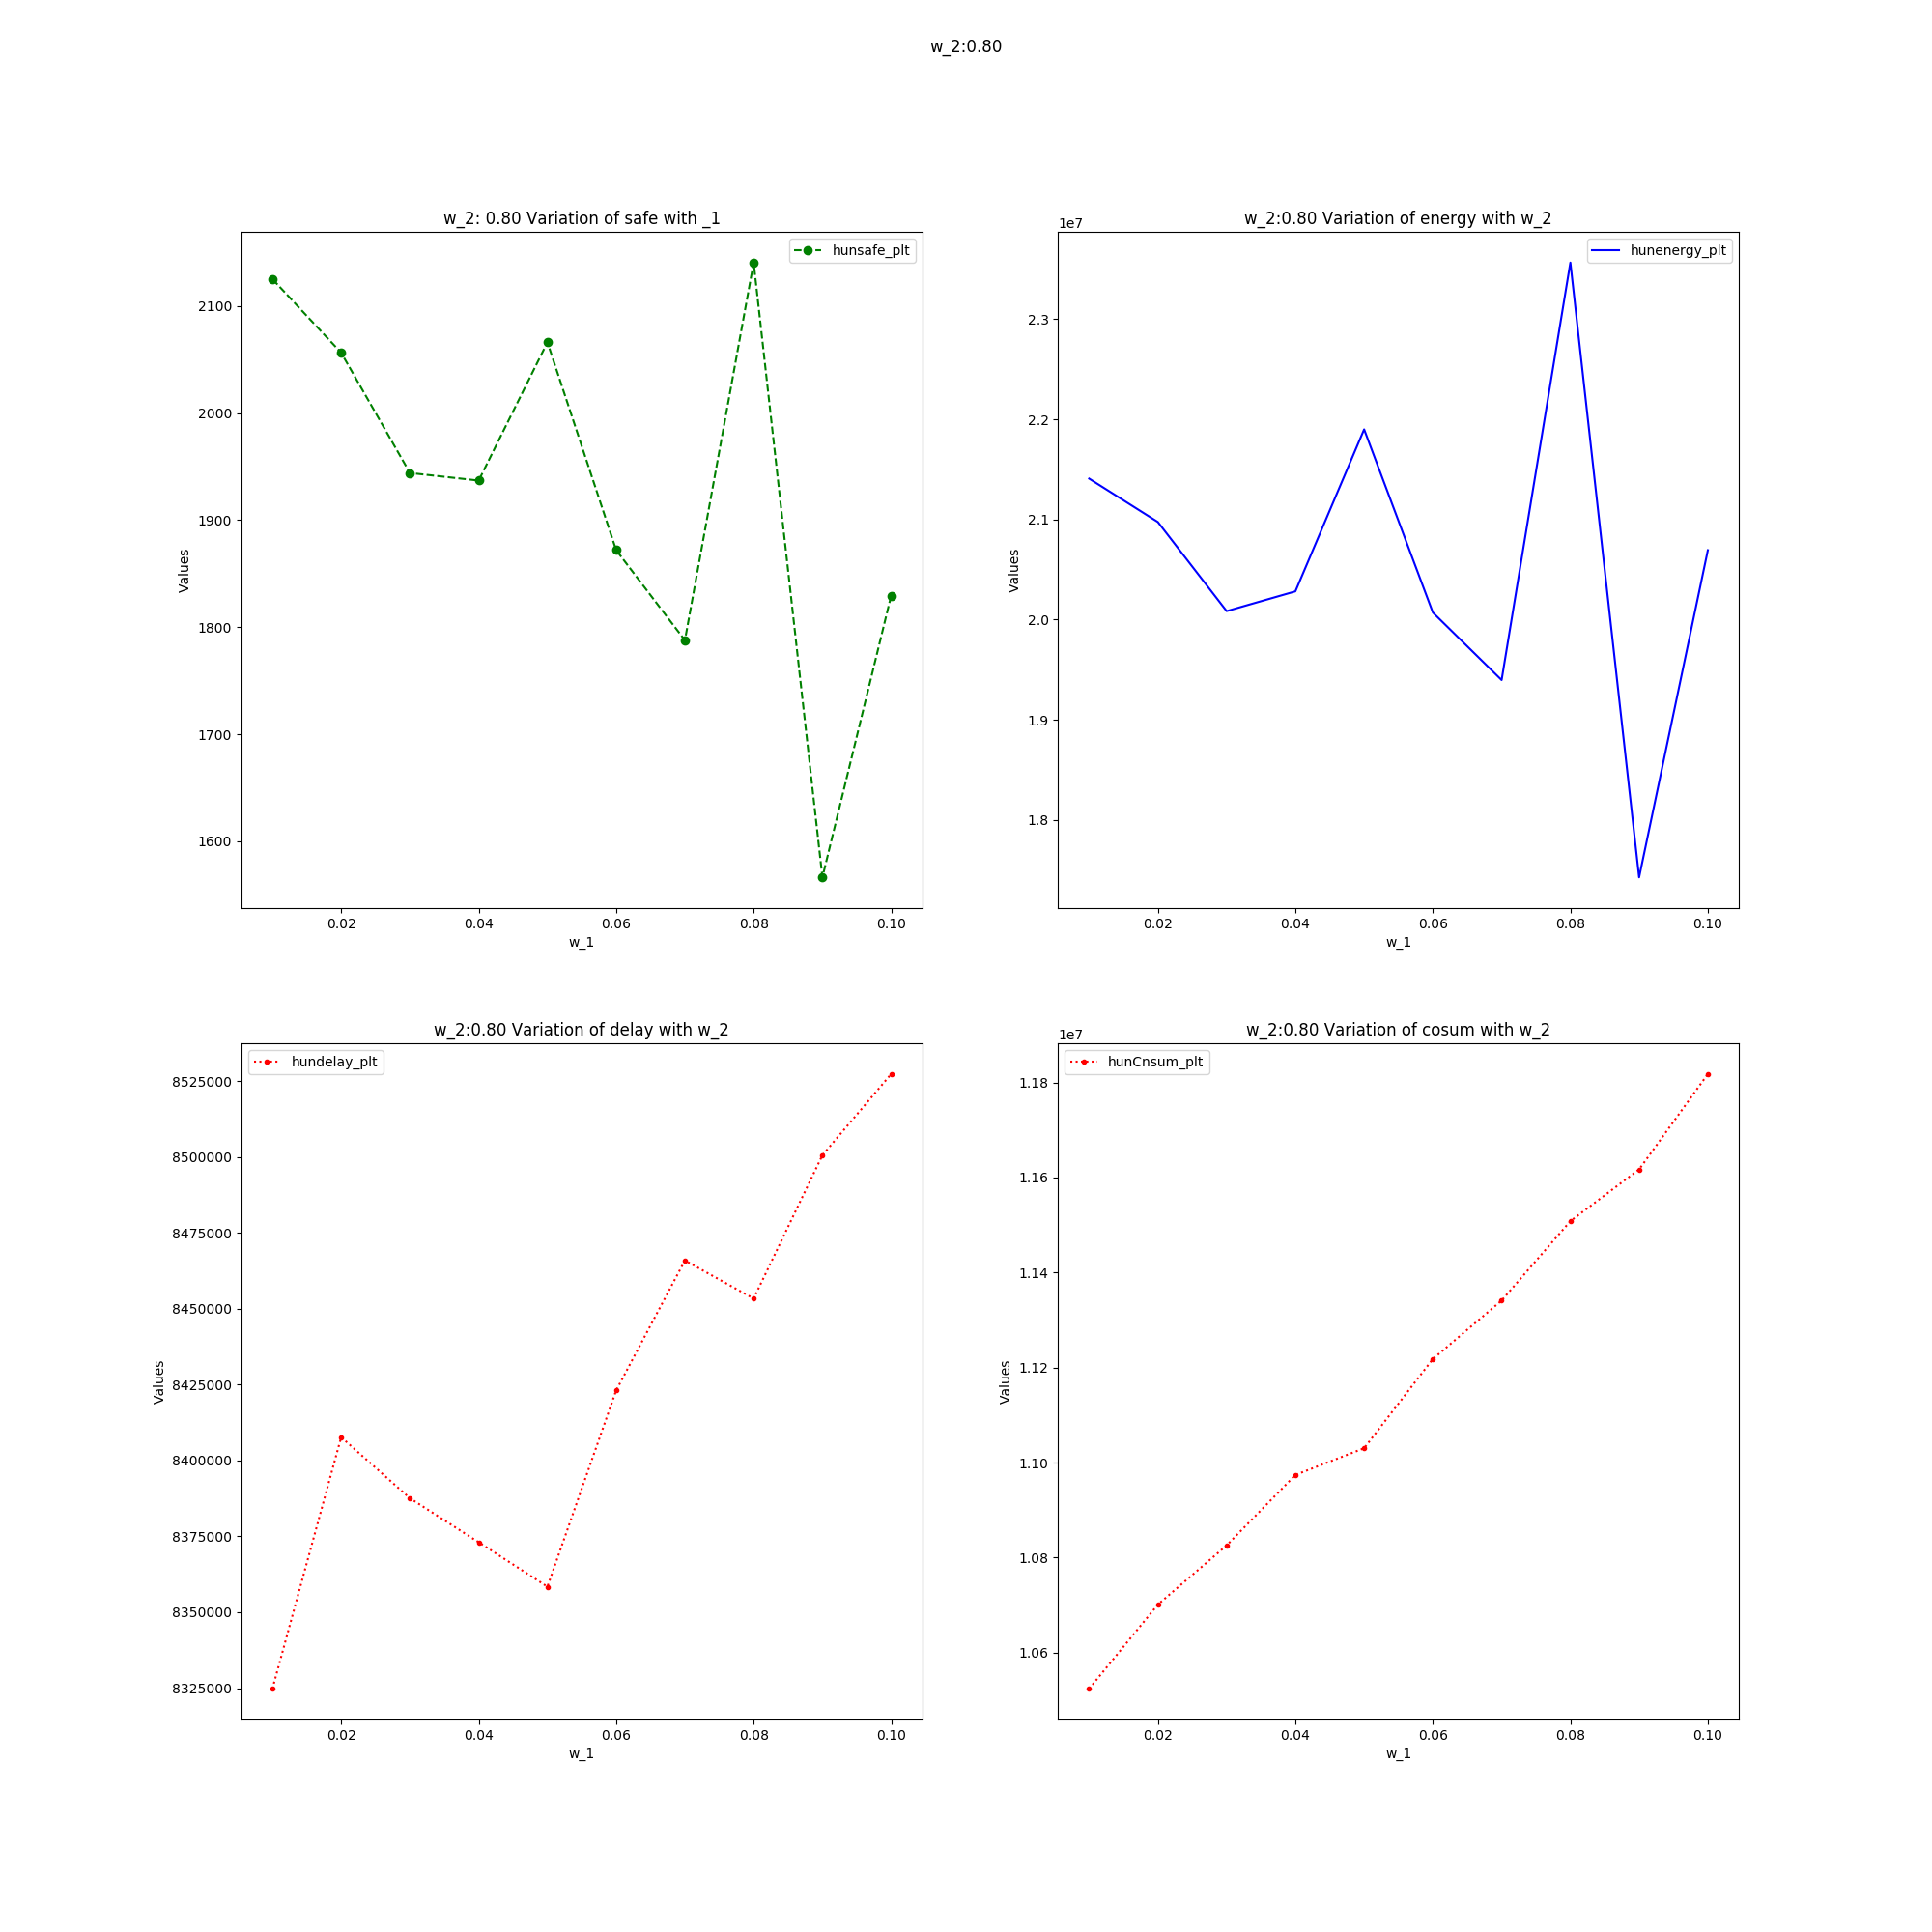 w_2:0.80
w_2: 0.80 Variation of safe with _1
hunsafe_plt
2100
2000
1900
1800
1700
1600
Values
0.02 0.04 0.06 0.08 0.10
w_1
w_2:0.80 Variation of energy with w_2
1e7
hunenergy_plt
2.3
2.2
2.1
2.0
1.9
1.8
Values
0.02 0.04 0.06 0.08 0.10
w_1
w_2:0.80 Variation of delay with w_2
hundelay_plt
8525000
8500000
8475000
8450000
8425000
8400000
8375000
8350000
8325000
Values
0.02 0.04 0.06 0.08 0.10
w_1
w_2:0.80 Variation of cosum with w_2
1e7
hunCnsum_plt
1.18
1.16
1.14
1.12
1.10
1.08
1.06
Values
0.02 0.04 0.06 0.08 0.10
w_1